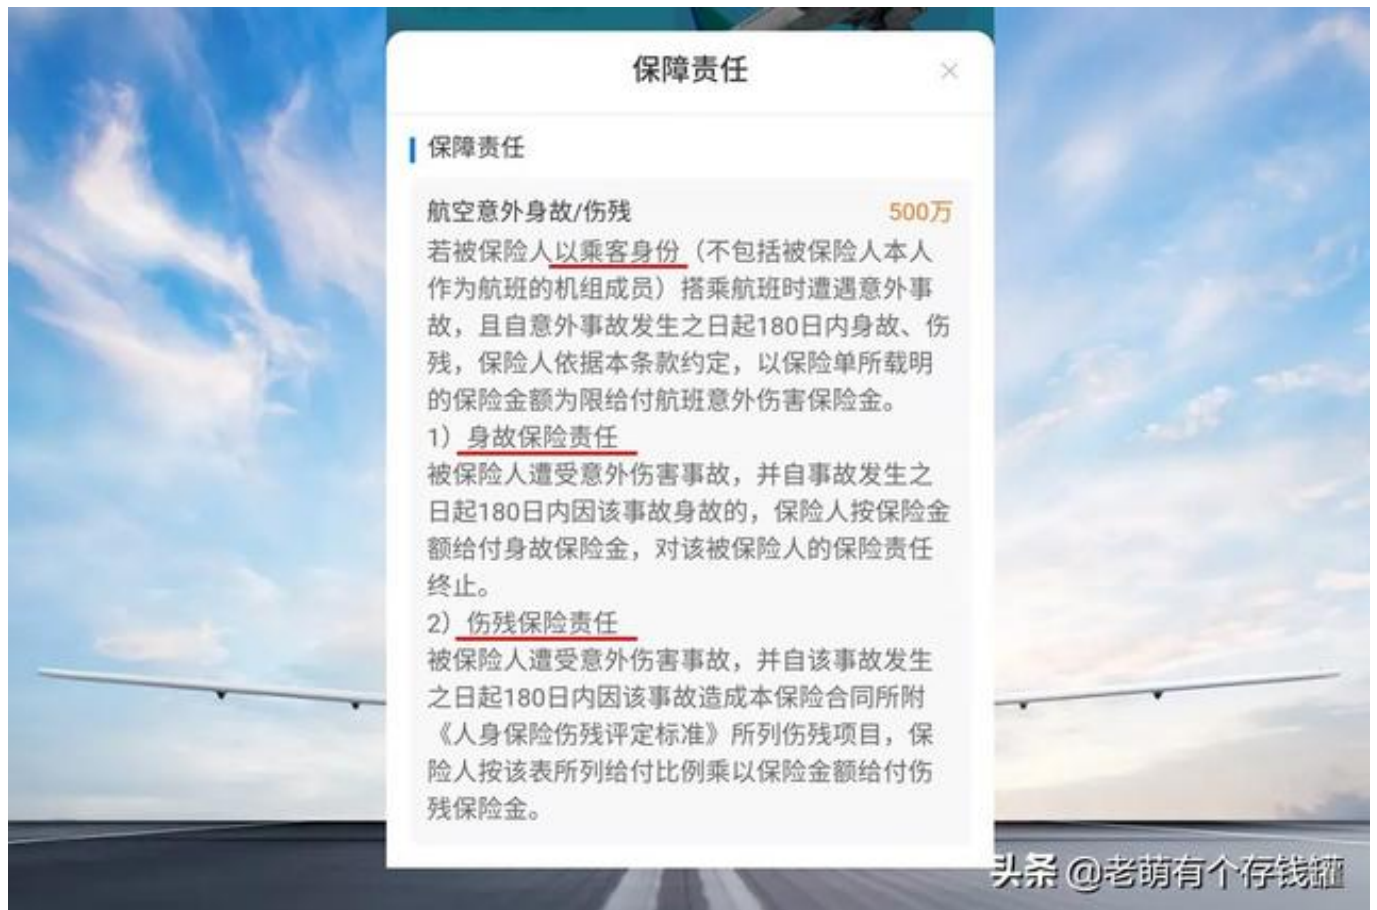 保障责任
保障责任
航空意外身故/伤残 500万
若被保险人以乘客身份（不包括被保险人本人
作为航班的机组成员）搭乘航班时遭遇意外事
故，且自意外事故发生之日起180日内身故、伤
残，保险人依据本条款约定，以保险单所载明
的保险金额为限给付航班意外伤害保险金。
1）身故保险责任
被保险人遭受意外伤害事故，并自事故发生之
日起180日内因该事故身故的，保险人按保险金
额给付身故保险金，对该被保险人的保险责任
终止。
2）伤残保险责任
被保险人遭受意外伤害事故，并自该事故发生
之日起180日内因该事故造成本保险合同所附
《人身保险伤残评定标准》所列伤残项目，保
险人按该表所列给付比例乘以保险金额给付伤
残保险金。
头条 @老萌有个存钱罐